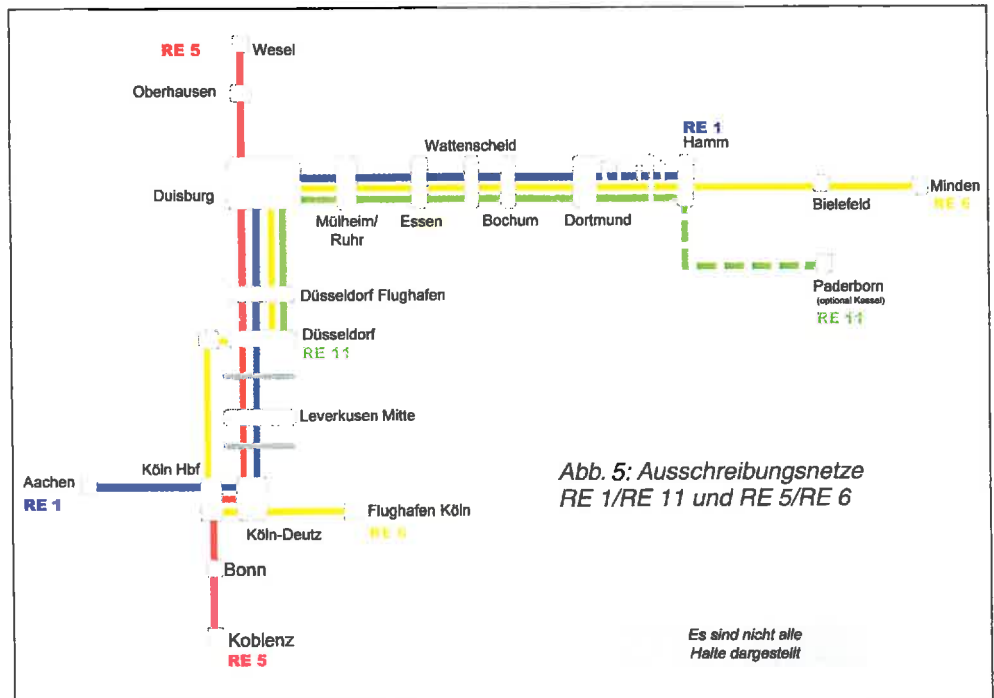 RE 5
Wesel
Oberhausen
RE 1
Hamm
Wattenscheid
Duisburg
Mülheim/
Ruhr
Essen
Bochum
Dortmund
Bielefeld
Minden
RE 6
Paderborn
(optional Kassel)
RE 11
Düsseldorf Flughafen
Düsseldorf
RE 11
Leverkusen Mitte
Köln Hbf
Aachen
RE 1
Flughafen Köln
RE 6
Köln-Deutz
Bonn
Koblenz
RE 5
Abb. 5: Ausschreibungsnetze
RE 1/RE 11 und RE 5/RE 6
Es sind nicht alle
Halte dargestellt